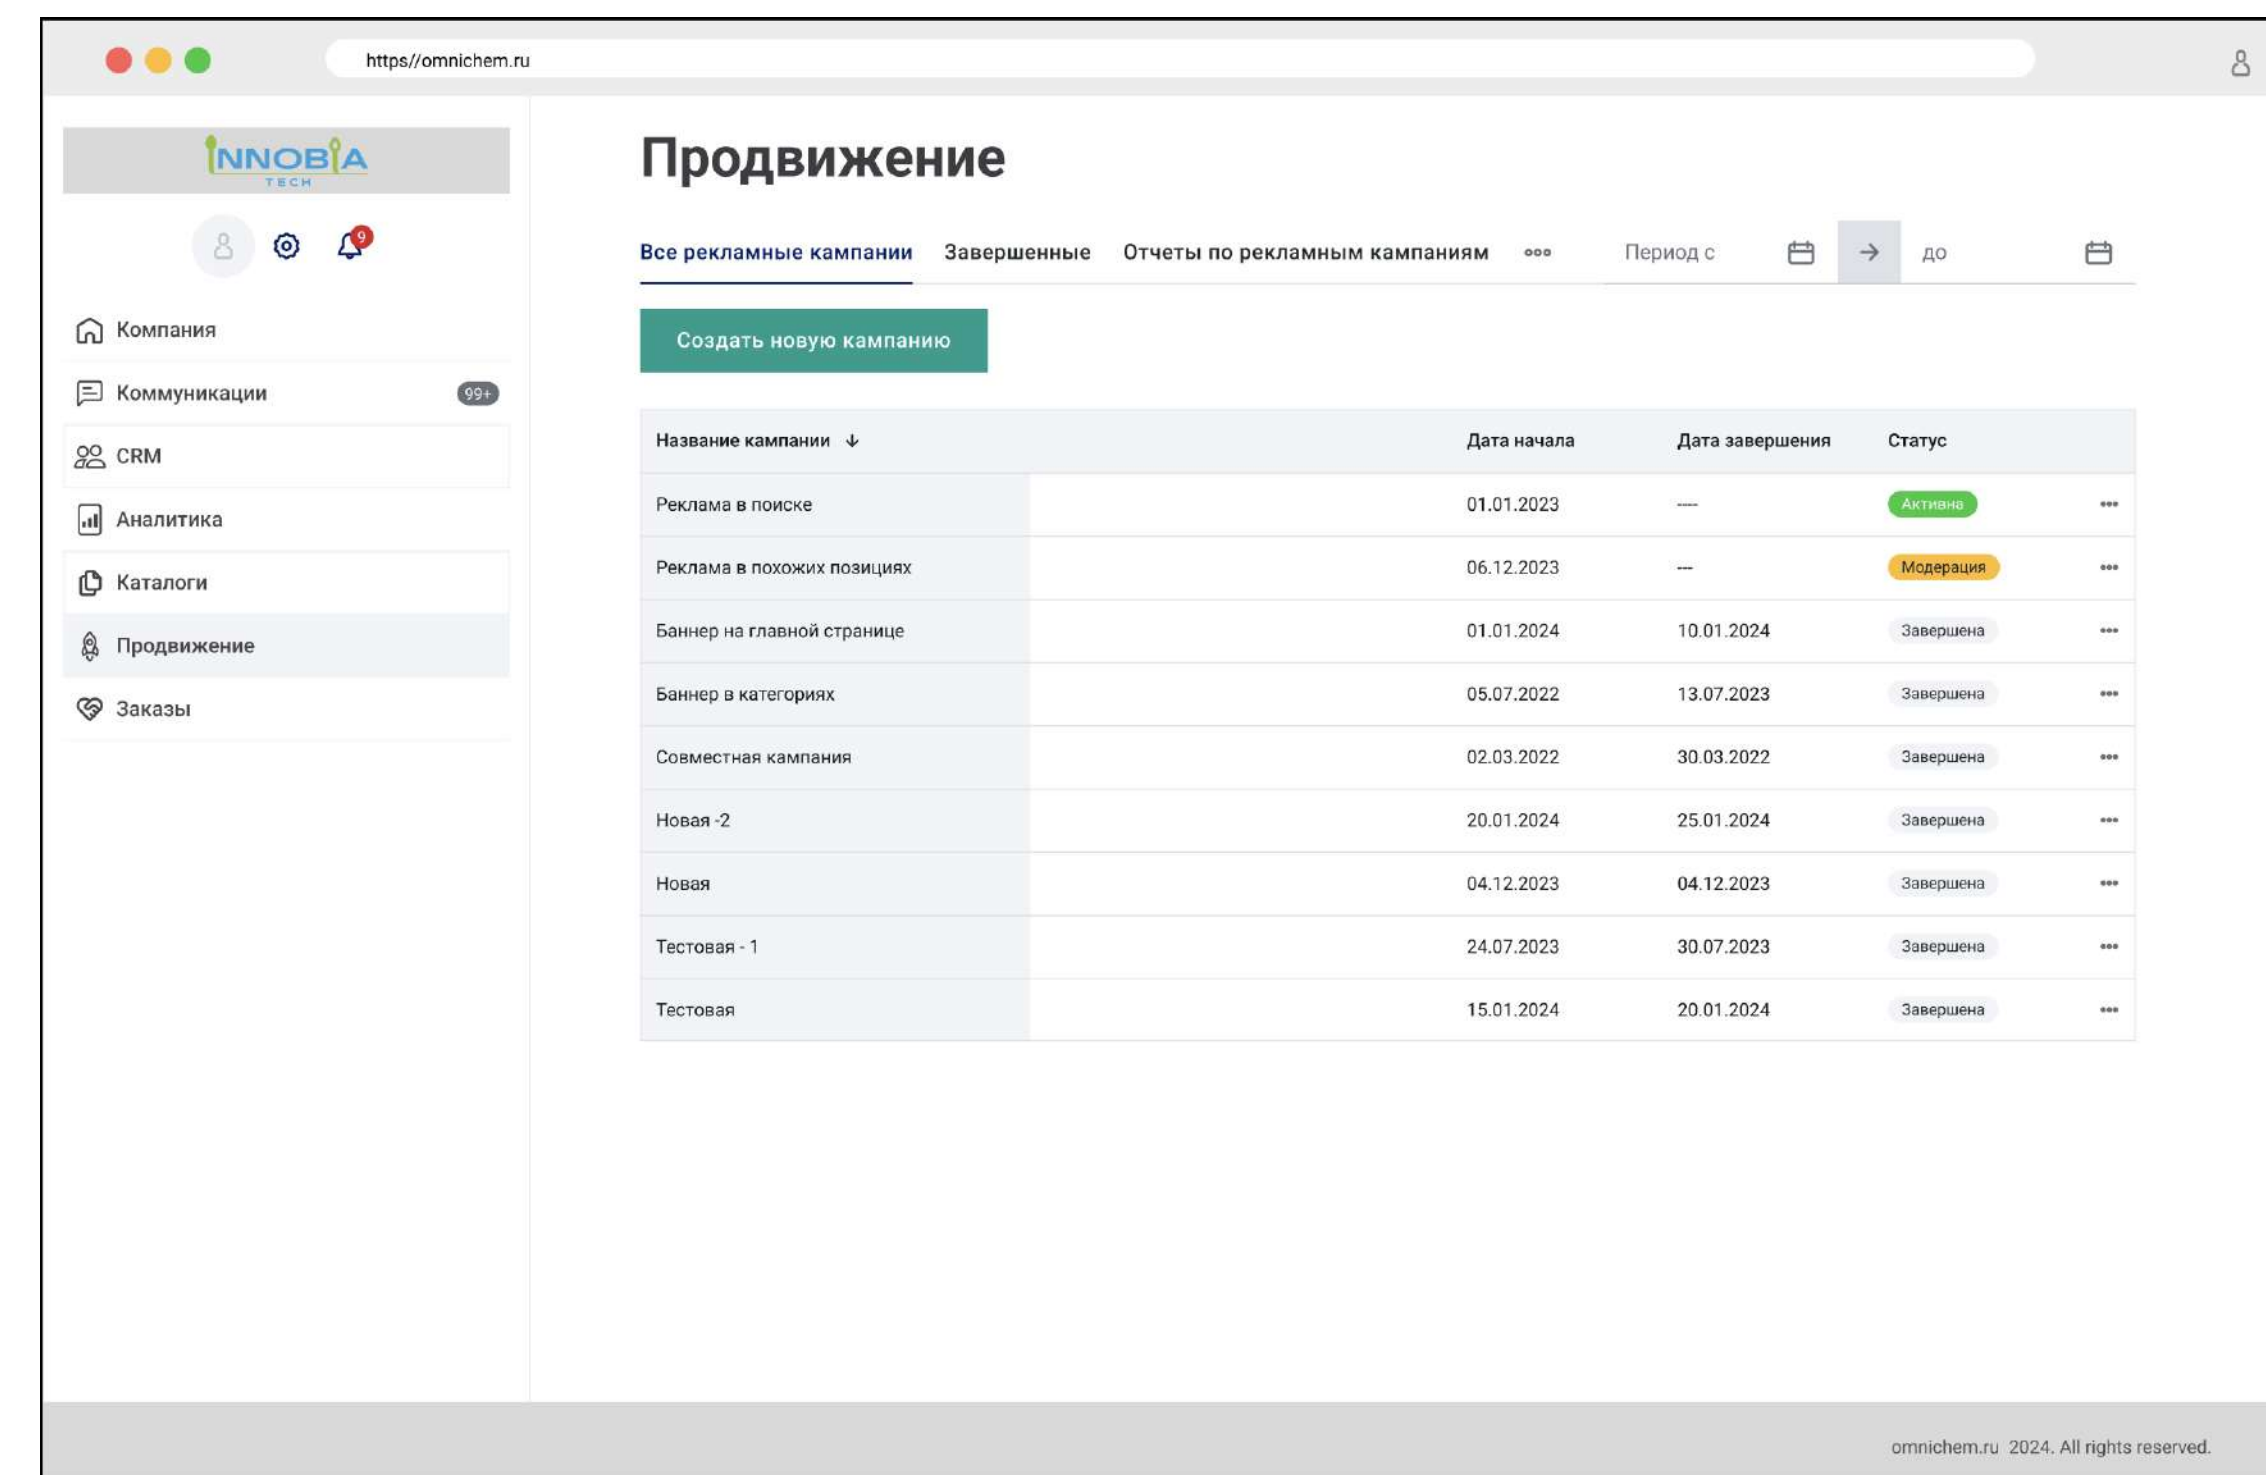 https//omnichem.ru
INNOBIA
TECH
9
Компания
Коммуникации 99+
CRM
Аналитика
Каталоги
Продвижение
Заказы
Продвижение
Все рекламные кампании Завершенные Отчеты по рекламным кампаниям Период с до
Создать новую кампанию
Название кампании Дата начала Дата завершения Статус
Реклама в поиске 01.01.2023 ---- Активна
Реклама в похожих позициях 06.12.2023 --- Модерация
Баннер на главной странице 01.01.2024 10.01.2024 Завершена
Баннер в категориях 05.07.2022 13.07.2023 Завершена
Совместная кампания 02.03.2022 30.03.2022 Завершена
Новая -2 20.01.2024 25.01.2024 Завершена
Новая 04.12.2023 04.12.2023 Завершена
Тестовая - 1 24.07.2023 30.07.2023 Завершена
Тестовая 15.01.2024 20.01.2024 Завершена
omnichem.ru 2024. All rights reserved.